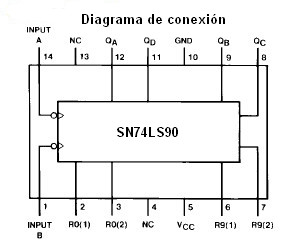 Diagrama de conexión
INPUT
A NC QA QD GND QB QC
14 13 12 11 10 9 8
SN74LS90
1 2 3 4 5 6 7
INPUT R0(1) R0(2) NC VCC R9(1) R9(2)
B